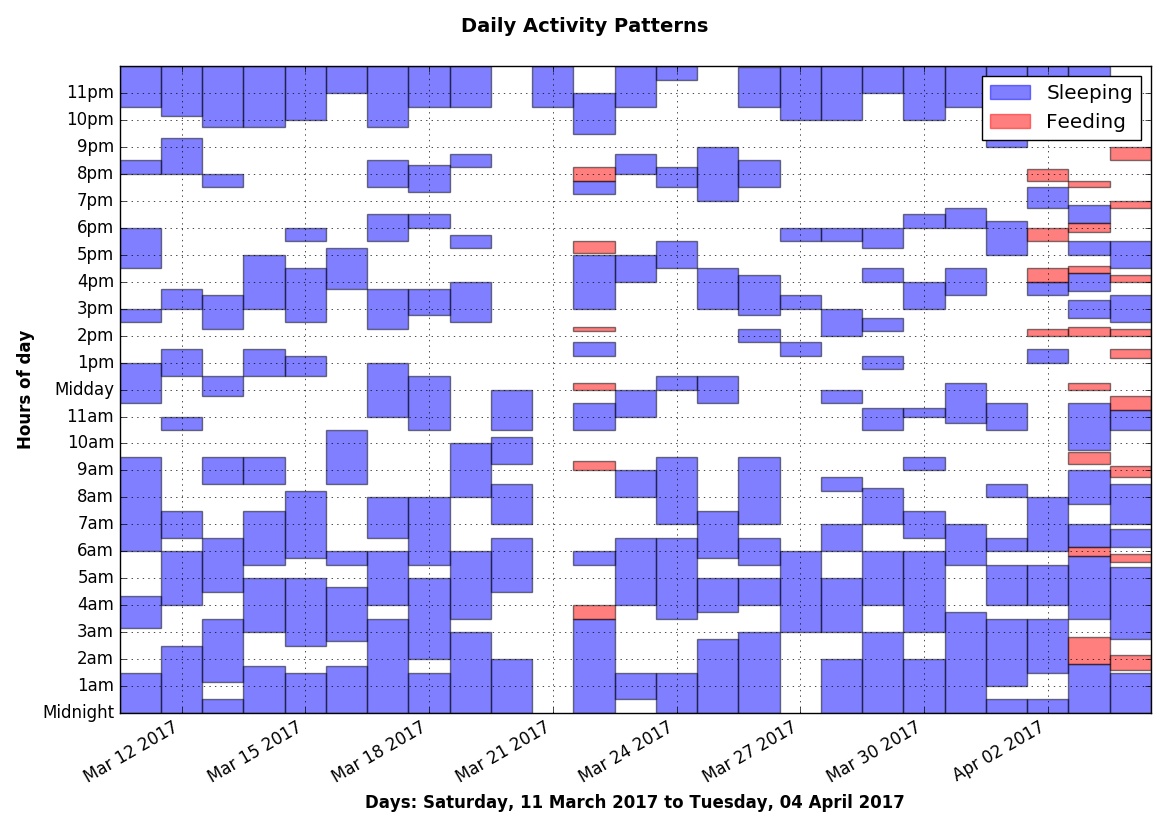 Daily Activity Patterns
Sleeping
Feeding
11pm
10pm
9pm
8pm
7pm
6pm
5pm
4pm
3pm
2pm
1pm
Midday
11am
10am
9am
8am
7am
6am
5am
4am
3am
2am
1am
Midnight
Hours of day
Mar 12 2017
Mar 15 2017
Mar 18 2017
Mar 21 2017
Mar 24 2017
Mar 27 2017
Mar 30 2017
Apr 02 2017
Days: Saturday, 11 March 2017 to Tuesday, 04 April 2017